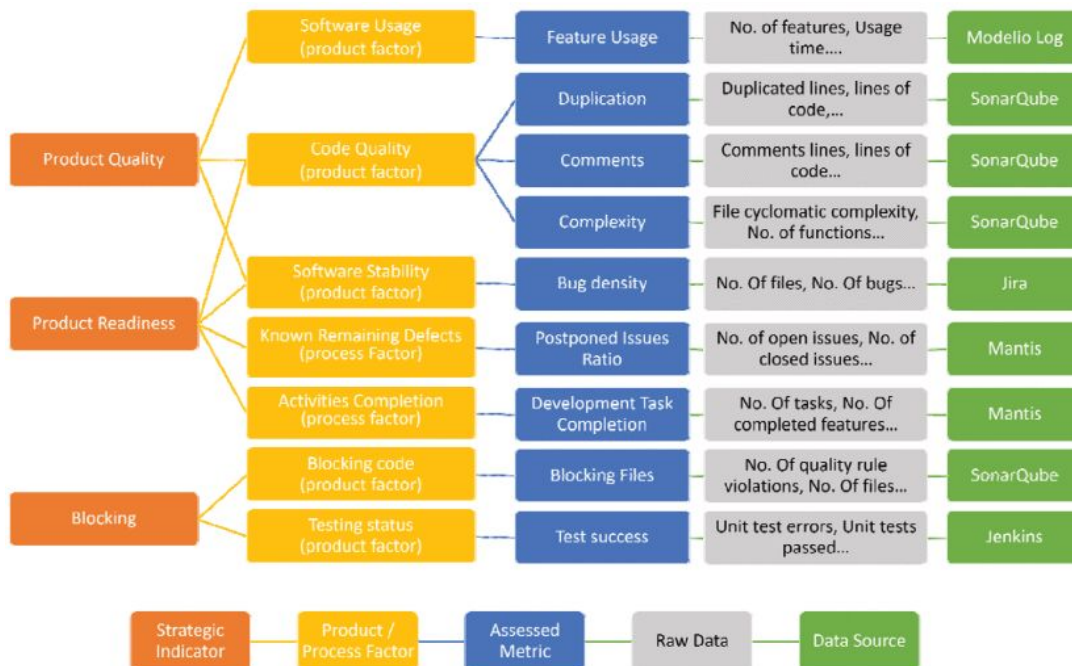 Software Usage
(product factor)
Feature Usage
No. of features, Usage
time....
Modelio Log
Duplication
Duplicated lines, lines of
code,...
SonarQube
Product Quality
Code Quality
(product factor)
Comments
Comments lines, lines of
code...
SonarQube
Complexity
File cyclomatic complexity,
No. of functions...
SonarQube
Software Stability
(product factor)
Bug density
No. Of files, No. Of bugs...
Jira
Product Readiness
Known Remaining Defects
(process Factor)
Postponed Issues
Ratio
No. of open issues, No. of
closed issues...
Mantis
Activities Completion
(process factor)
Development Task
Completion
No. Of tasks, No. Of
completed features...
Mantis
Blocking
Blocking code
(product factor)
Blocking Files
No. Of quality rule
violations, No. Of files...
SonarQube
Testing status
(product factor)
Test success
Unit test errors, Unit tests
passed...
Jenkins
Strategic
Indicator
Product /
Process Factor
Assessed
Metric
Raw Data
Data Source